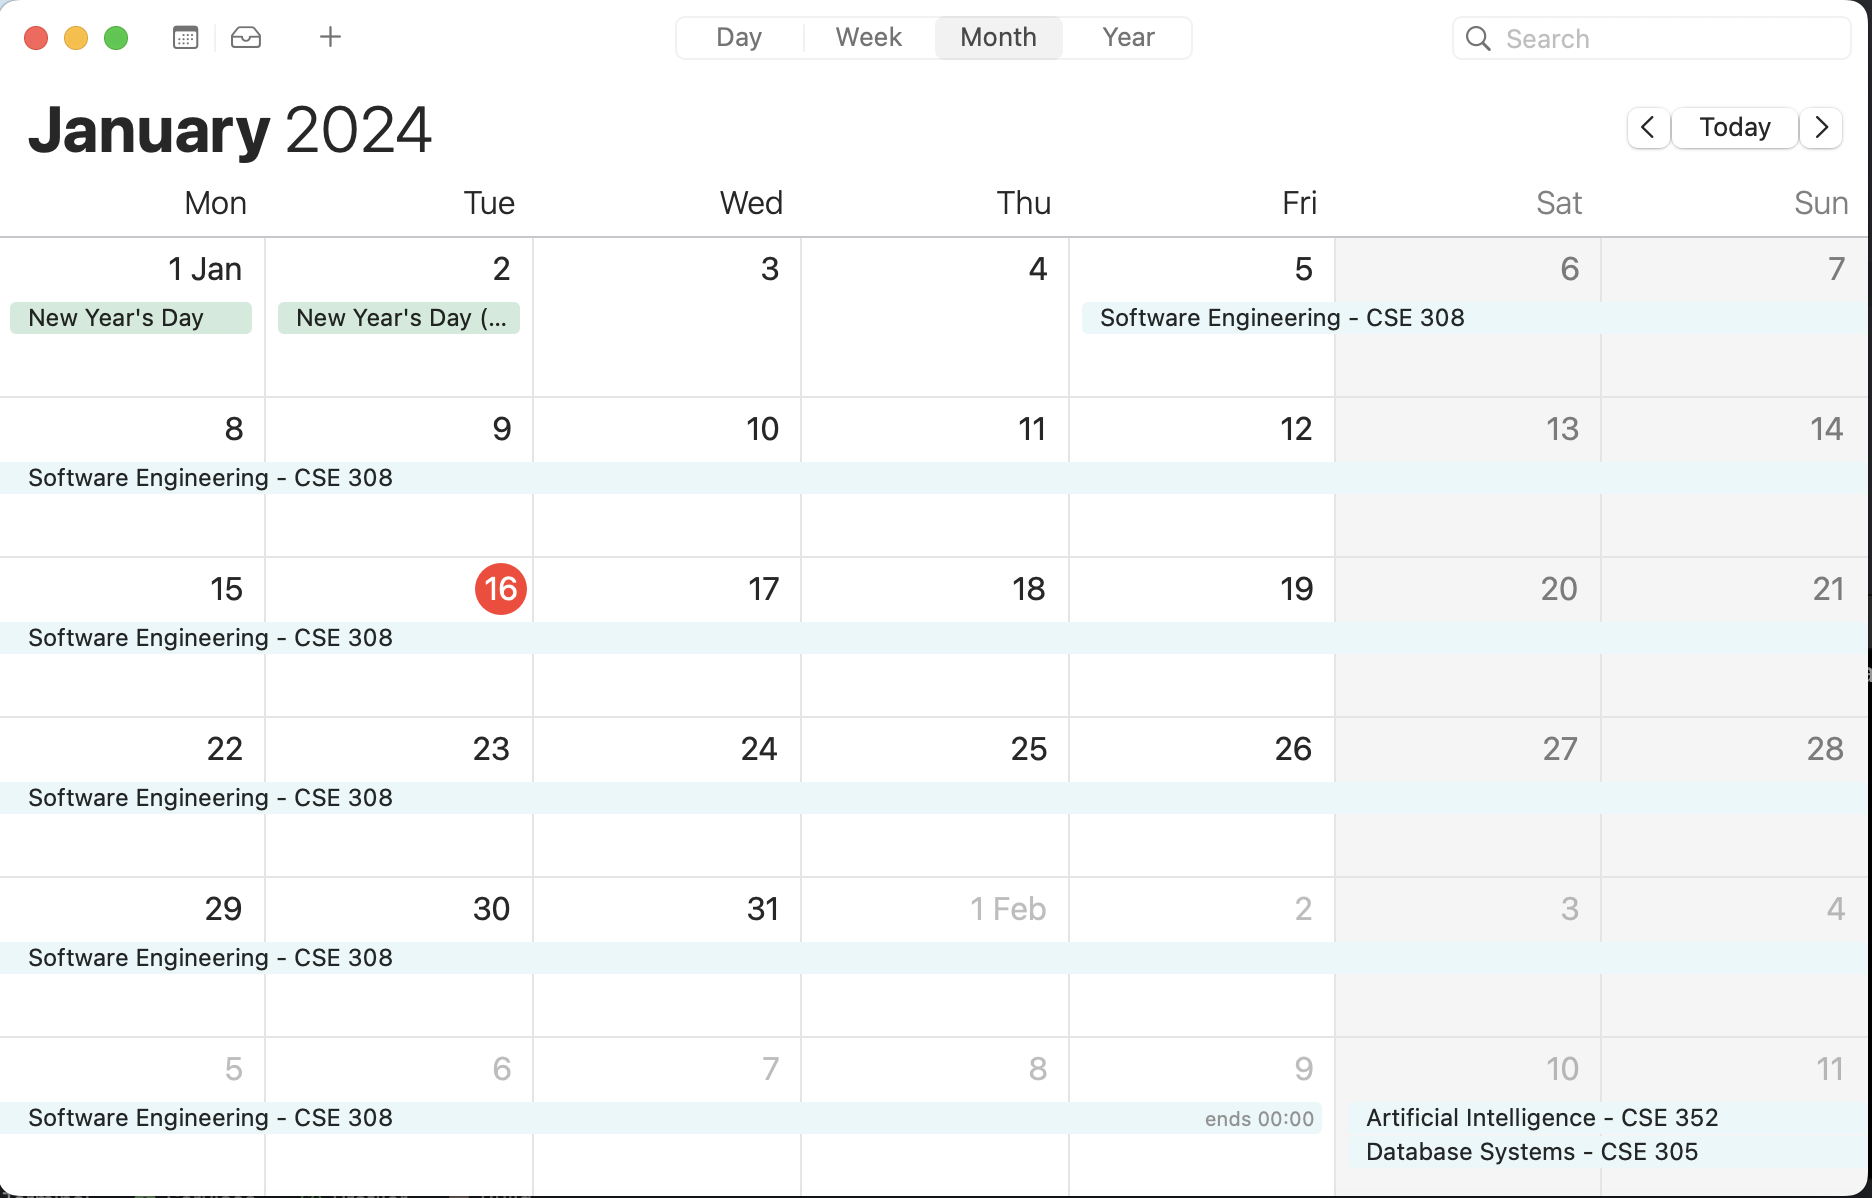 Day Week Month Year Search
January 2024
Today
Mon Tue Wed Thu Fri Sat Sun
1 Jan 2 3 4 5 6 7
New Year's Day New Year's Day (... Software Engineering - CSE 308
8 9 10 11 12 13 14
Software Engineering - CSE 308
15 16 17 18 19 20 21
Software Engineering - CSE 308
22 23 24 25 26 27 28
Software Engineering - CSE 308
29 30 31 1 Feb 2 3 4
Software Engineering - CSE 308
5 6 7 8 9 10 11
Software Engineering - CSE 308 ends 00:00 Artificial Intelligence - CSE 352
Database Systems - CSE 305